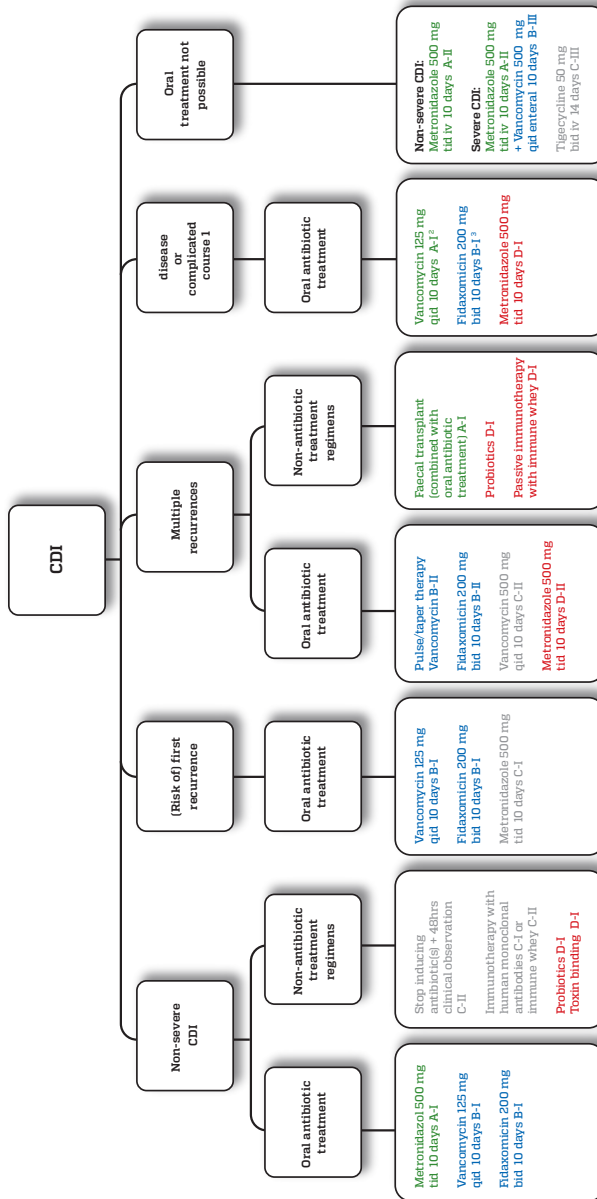 CDI
Non-severe
CDI
(Risk of) first
recurrence
Multiple
recurrences
disease
or
complicated
course 1
Oral
treatment not
possible
Oral antibiotic
treatment
Non-antibiotic
treatment
regimens
Oral antibiotic
treatment
Oral antibiotic
treatment
Non-antibiotic
treatment
regimens
Oral antibiotic
treatment
Metronidazol 500 mg
tid 10 days A-I
Vancomycin 125 mg
qid 10 days B-I
Fidaxomicin 200 mg
bid 10 days B-I
Stop inducing
antibiotic(s) + 48hrs
clinical observation
C-II
Immunotherapy with
human monoclonal
antibodies C-I or
immune whey C-II
Probiotics D-I
Toxin binding D-I
Vancomycin 125 mg
qid 10 days B-I
Fidaxomicin 200 mg
bid 10 days B-I
Metronidazole 500 mg
tid 10 days C-I
Pulse/taper therapy
Vancomycin B-II
Fidaxomicin 200 mg
bid 10 days B-II
Vancomycin 500 mg
qid 10 days C-II
Metronidazole 500 mg
tid 10 days D-II
Faecal transplant
(combined with
oral antibiotic
treatment) A-I
Probiotics D-I
Passive immunotherapy
with immune whey D-I
Vancomycin 125 mg
qid 10 days A-I ²
Fidaxomicin 200 mg
bid 10 days B-I ³
Metronidazole 500 mg
tid 10 days D-I
Non-severe CDI:
Metronidazole 500 mg
tid iv 10 days A-II
Severe CDI:
Metronidazole 500 mg
tid iv 10 days A-II
+ Vancomycin 500 mg
qid enteral 10 days B-III
Tigecycline 50 mg
bid iv 14 days C-III